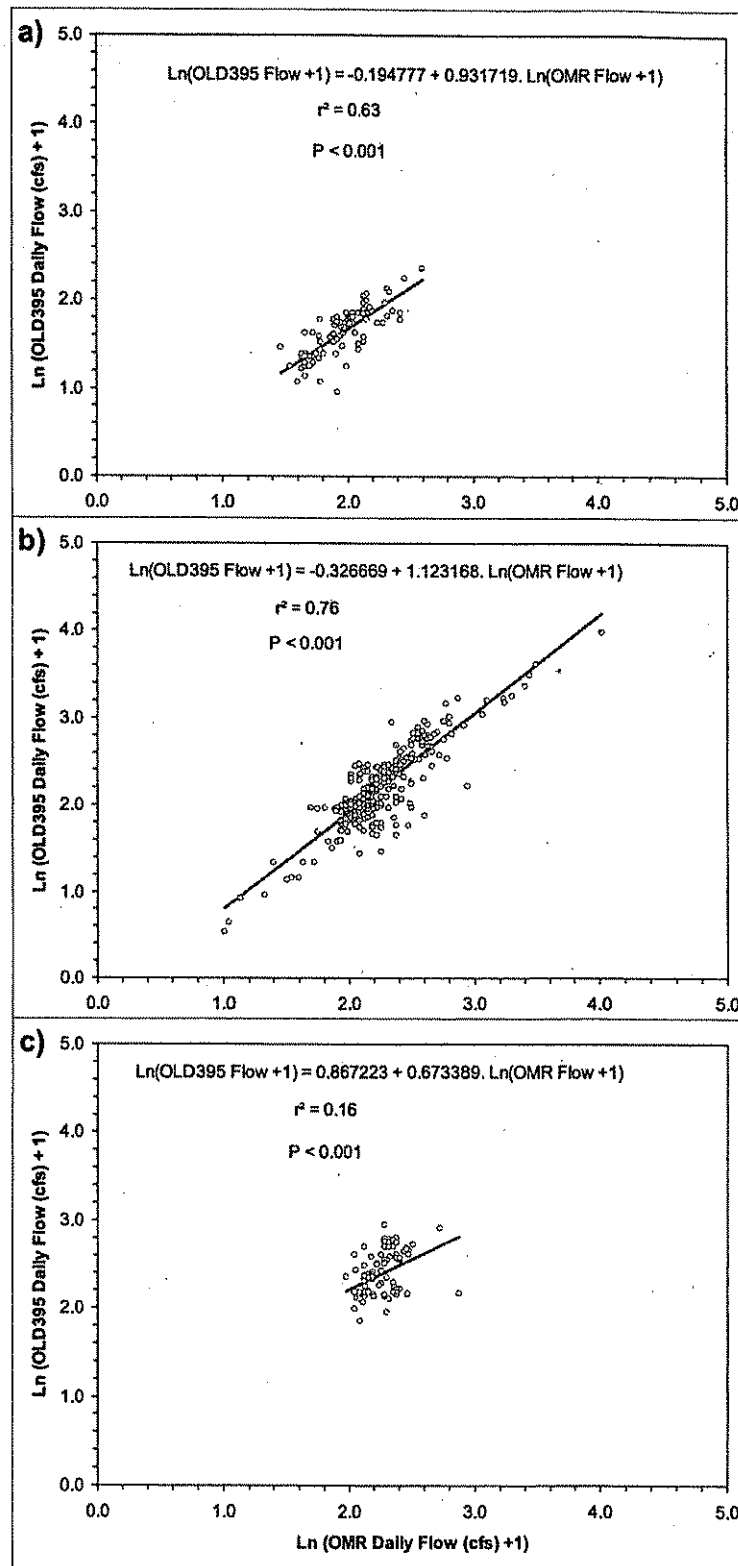 a)
Ln(OLD395 Flow +1) = -0.194777 + 0.931719. Ln(OMR Flow +1)
r² = 0.63
P < 0.001
Ln (OLD395 Daily Flow (cfs) + 1)
5.0
4.0
3.0
2.0
1.0
0.0
0.0 1.0 2.0 3.0 4.0 5.0
b)
Ln(OLD395 Flow +1) = -0.326669 + 1.123168. Ln(OMR Flow +1)
r² = 0.76
P < 0.001
Ln (OLD395 Daily Flow (cfs) + 1)
5.0
4.0
3.0
2.0
1.0
0.0
0.0 1.0 2.0 3.0 4.0 5.0
c)
Ln(OLD395 Flow +1) = 0.867223 + 0.673389. Ln(OMR Flow +1)
r² = 0.16
P < 0.001
Ln (OLD395 Daily Flow (cfs) + 1)
5.0
4.0
3.0
2.0
1.0
0.0
0.0 1.0 2.0 3.0 4.0 5.0
Ln (OMR Daily Flow (cfs) +1)